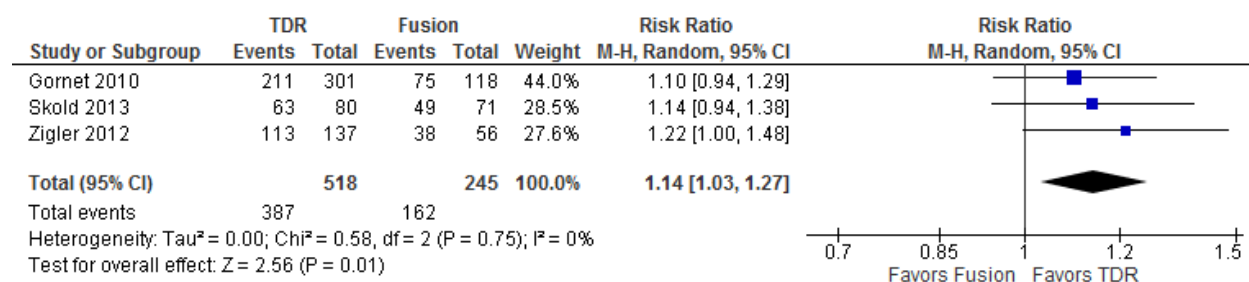 TDR Fusion Risk Ratio Risk Ratio
Study or Subgroup Events Total Events Total Weight M-H, Random, 95% CI M-H, Random, 95% CI
Gornet 2010 211 301 75 118 44.0% 1.10 [0.94, 1.29]
Skold 2013 63 80 49 71 28.5% 1.14 [0.94, 1.38]
Zigler 2012 113 137 38 56 27.6% 1.22 [1.00, 1.48]
Total (95% CI) 518 245 100.0% 1.14 [1.03, 1.27]
Total events 387 162
Heterogeneity: Tau² = 0.00; Chi² = 0.58, df = 2 (P = 0.75); I² = 0%
Test for overall effect: Z = 2.56 (P = 0.01)
0.7 0.85 1 1.2 1.5
Favors Fusion Favors TDR